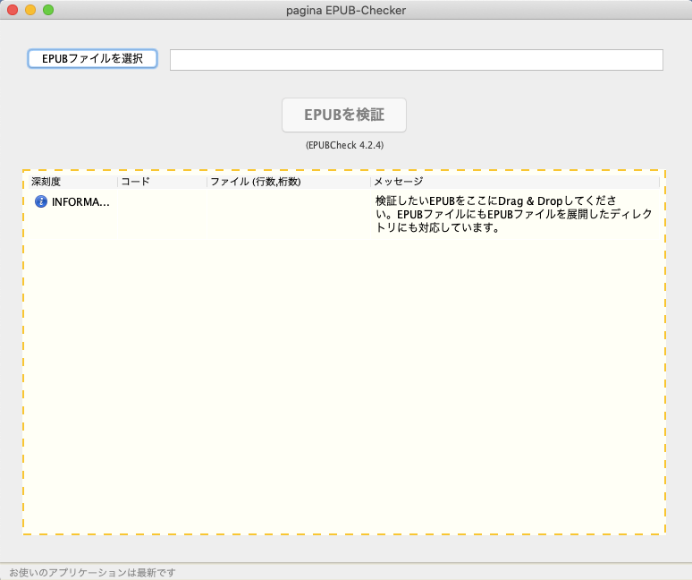 pagina EPUB-Checker
EPUBファイルを選択
EPUBを検証
(EPUBCheck 4.2.4)
深刻度 コード ファイル (行数,桁数) メッセージ
INFORMA... 検証したいEPUBをここにDrag & Dropしてくださ
い。EPUBファイルにもEPUBファイルを展開したディレク
トリにも対応しています。
お使いのアプリケーションは最新です